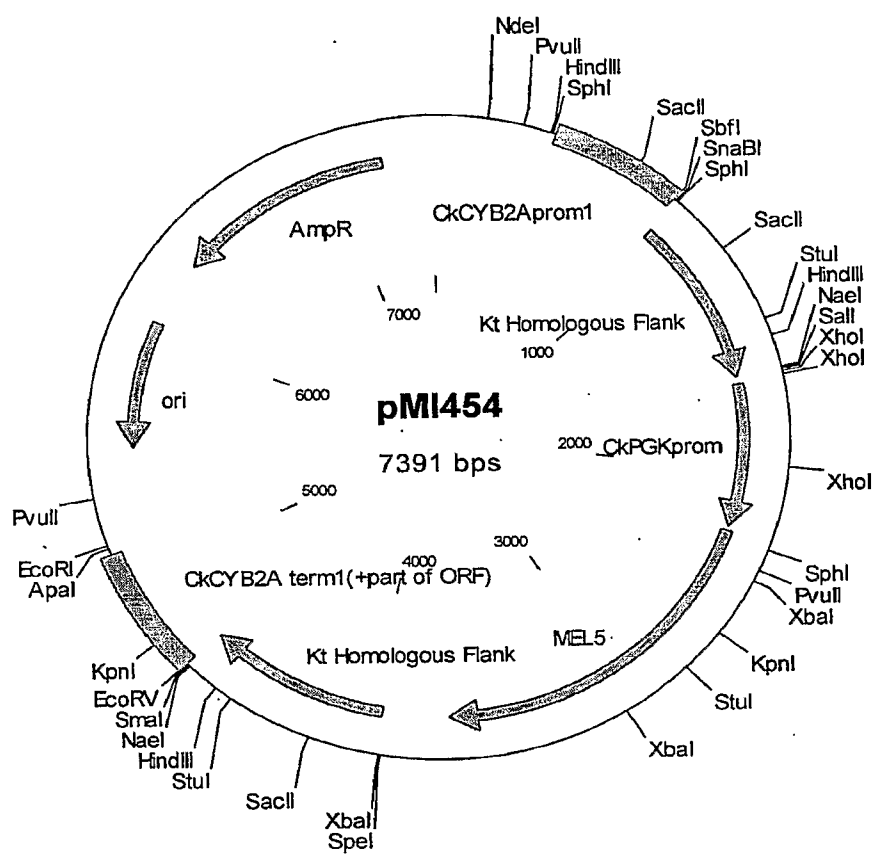 NdeI
PvuII
HindIII
SphI
SacII
SbfI
SnaBI
SphI
SacII
StuI
HindIII
NaeI
SalI
XhoI
XhoI
XhoI
SphI
PvuII
XbaI
KpnI
StuI
XbaI
XbaI
SpeI
SacII
StuI
HindIII
NaeI
SmaI
EcoRV
KpnI
ApaI
EcoRI
PvuII
AmpR
CkCYB2Aprom1
Kt Homologous Flank
CkPGKprom
MEL5
Kt Homologous Flank
CkCYB2A term1(+part of ORF)
ori
1000
2000
3000
4000
5000
6000
7000
pMI454
7391 bps